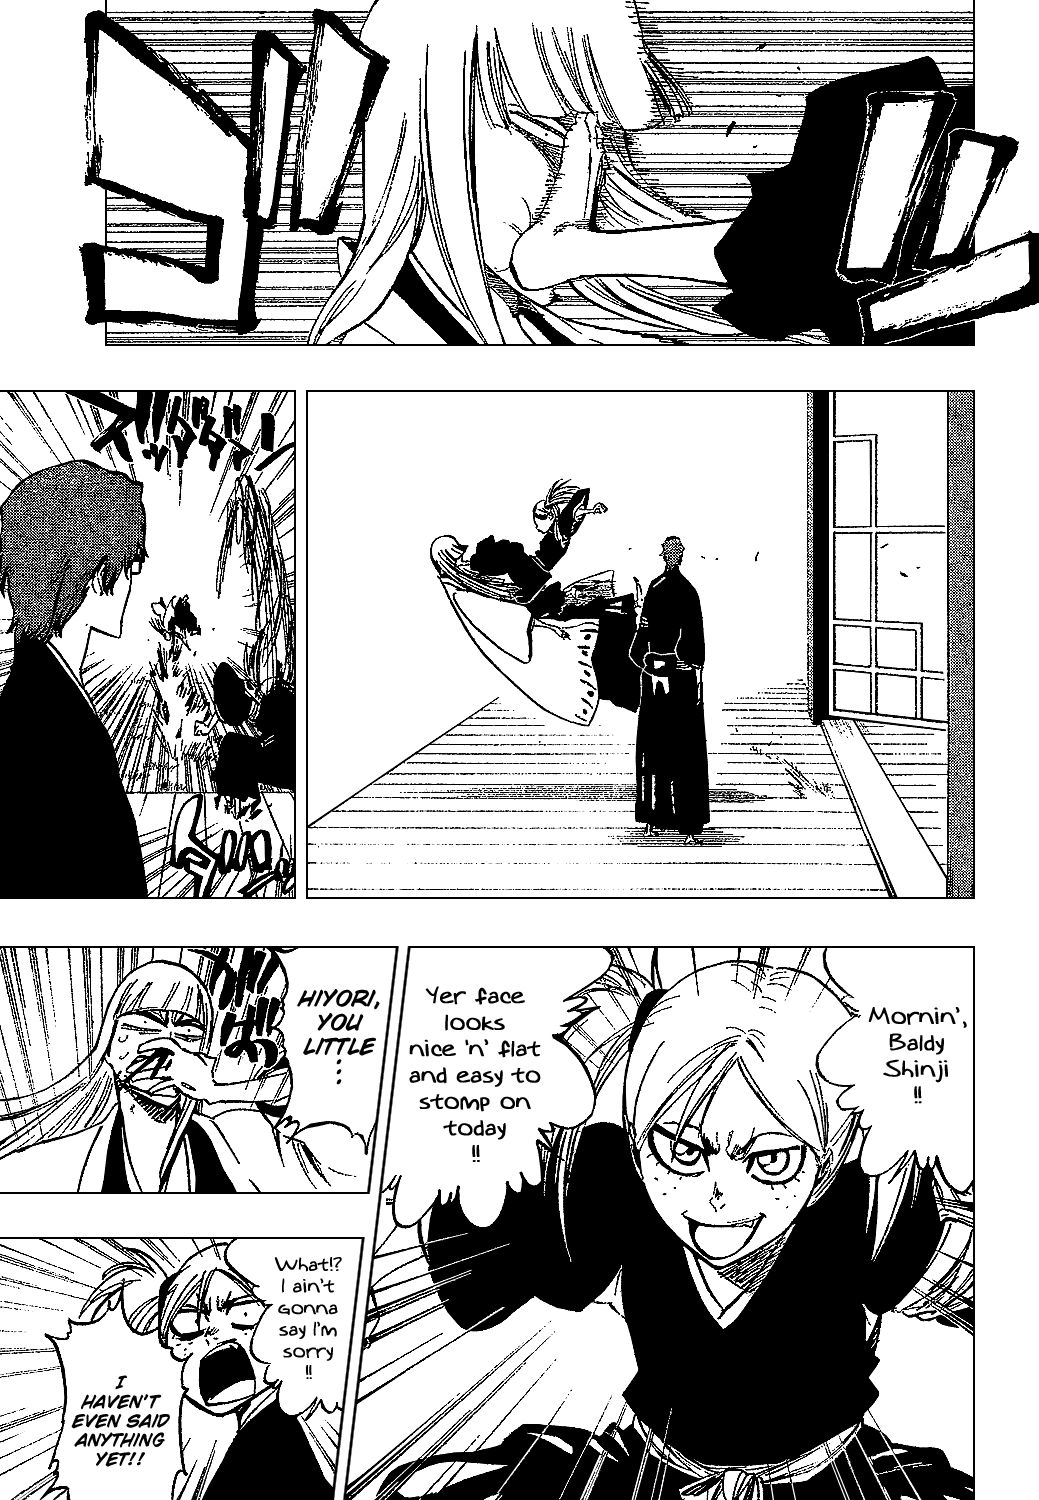 Mornin',
Baldy
Shinji
!!
Yer face
looks
nice 'n' flat
and easy to
stomp on
today
!!
HIYORI,
YOU
LITTLE
...
What!?
I ain't
gonna
say I'm
sorry
!!
I
HAVEN'T
EVEN SAID
ANYTHING
YET!!